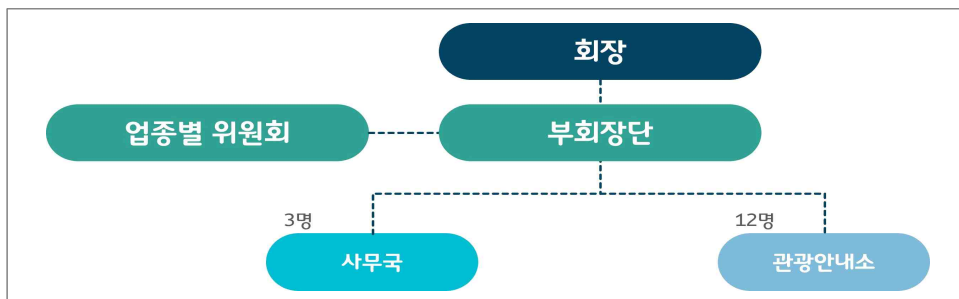 회장
업종별 위원회
부회장단
3명
12명
사무국
관광안내소